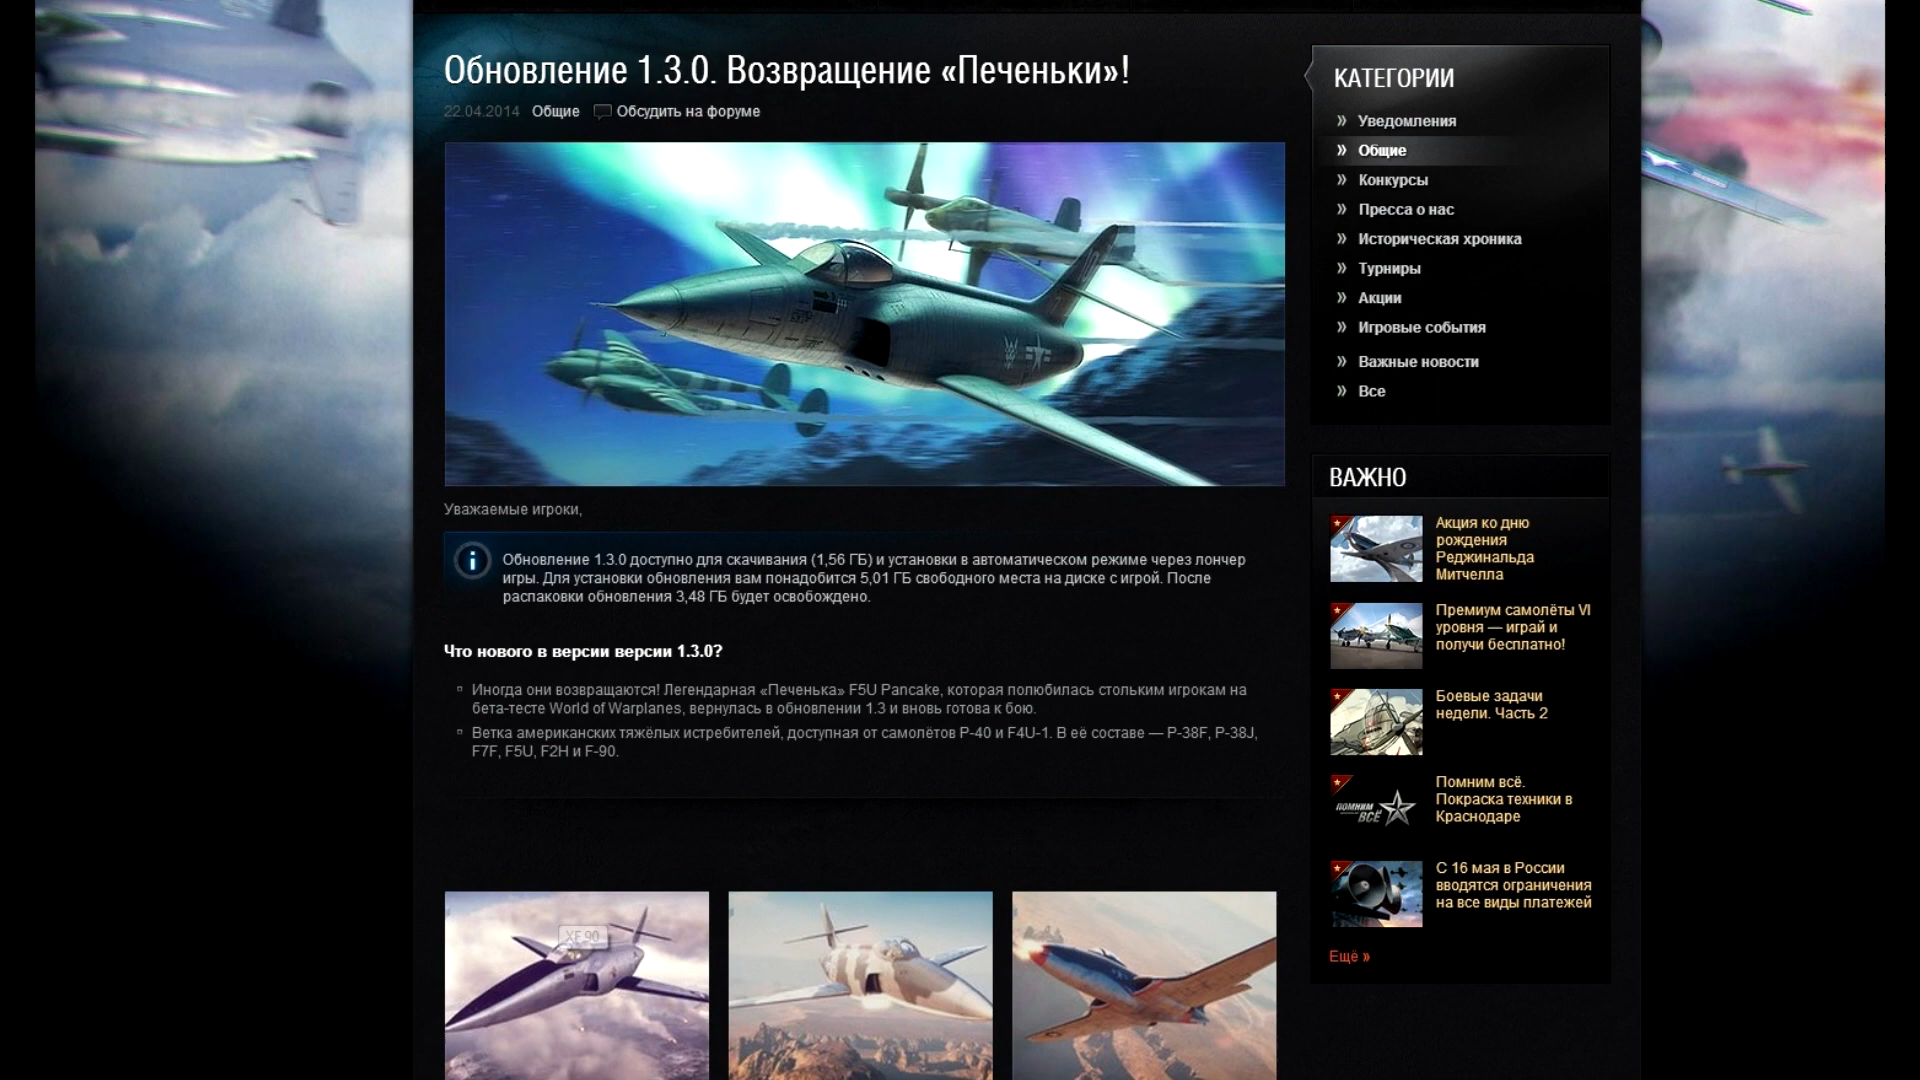 Обновление 1.3.0. Возвращение «Печеньки»!
22.04.2014 Общие Обсудить на форуме
Уважаемые игроки,
Обновление 1.3.0 доступно для скачивания (1,56 ГБ) и установки в автоматическом режиме через лончер
игры. Для установки обновления вам понадобится 5,01 ГБ свободного места на диске с игрой. После
распаковки обновления 3,48 ГБ будет освобождено.
Что нового в версии версии 1.3.0?
Иногда они возвращаются! Легендарная «Печенька» F5U Pancake, которая полюбилась стольким игрокам на
бета-тесте World of Warplanes, вернулась в обновлении 1.3 и вновь готова к бою.
Ветка американских тяжёлых истребителей, доступная от самолётов P-40 и F4U-1. В её составе — P-38F, P-38J,
F7F, F5U, F2H и F-90.
XF 90
КАТЕГОРИИ
» Уведомления
» Общие
» Конкурсы
» Пресса о нас
» Историческая хроника
» Турниры
» Акции
» Игровые события
» Важные новости
» Все
ВАЖНО
Акция ко дню
рождения
Реджинальда
Митчелла
Премиум самолёты VI
уровня — играй и
получи бесплатно!
Боевые задачи
недели. Часть 2
ПОМНИМ
ВСЁ
Помним всё.
Покраска техники в
Краснодаре
С 16 мая в России
вводятся ограничения
на все виды платежей
Ещё »